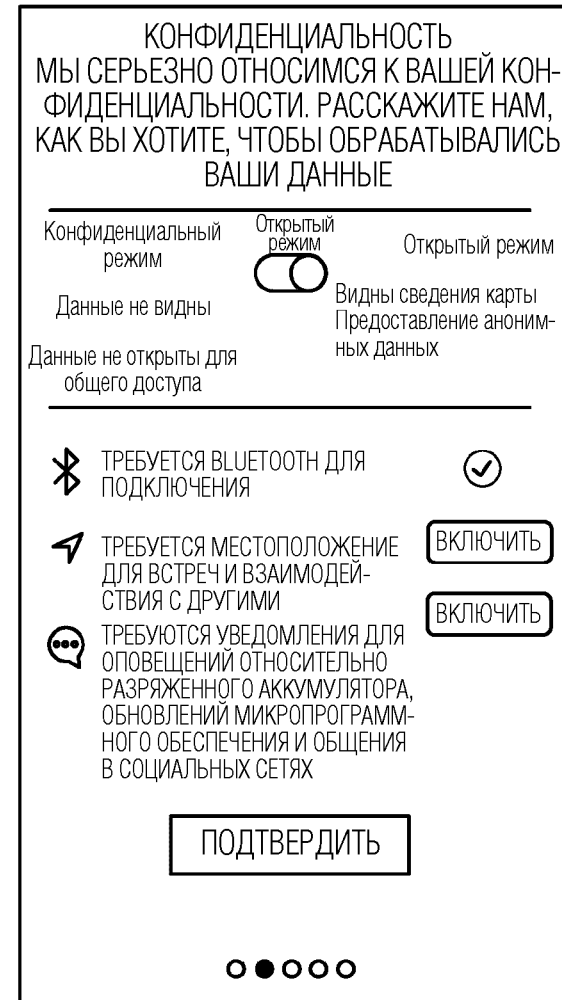 КОНФИДЕНЦИАЛЬНОСТЬ
МЫ СЕРЬЕЗНО ОТНОСИМСЯ К ВАШЕЙ КОН-
ФИДЕНЦИАЛЬНОСТИ. РАССКАЖИТЕ НАМ,
КАК ВЫ ХОТИТЕ, ЧТОБЫ ОБРАБАТЫВАЛИСЬ
ВАШИ ДАННЫЕ
Конфиденциальный
режим
Данные не видны
Данные не открыты для
общего доступа
Открытый
режим
Открытый режим
Видны сведения карты
Предоставление аноним-
ных данных
ТРЕБУЕТСЯ BLUETOOTH ДЛЯ
ПОДКЛЮЧЕНИЯ
ТРЕБУЕТСЯ МЕСТОПОЛОЖЕНИЕ
ДЛЯ ВСТРЕЧ И ВЗАИМОДЕЙ-
СТВИЯ С ДРУГИМИ
ВКЛЮЧИТЬ
ТРЕБУЮТСЯ УВЕДОМЛЕНИЯ ДЛЯ
ОПОВЕЩЕНИЙ ОТНОСИТЕЛЬНО
РАЗРЯЖЕННОГО АККУМУЛЯТОРА,
ОБНОВЛЕНИЙ МИКРОПРОГРАММ-
НОГО ОБЕСПЕЧЕНИЯ И ОБЩЕНИЯ
В СОЦИАЛЬНЫХ СЕТЯХ
ВКЛЮЧИТЬ
ПОДТВЕРДИТЬ